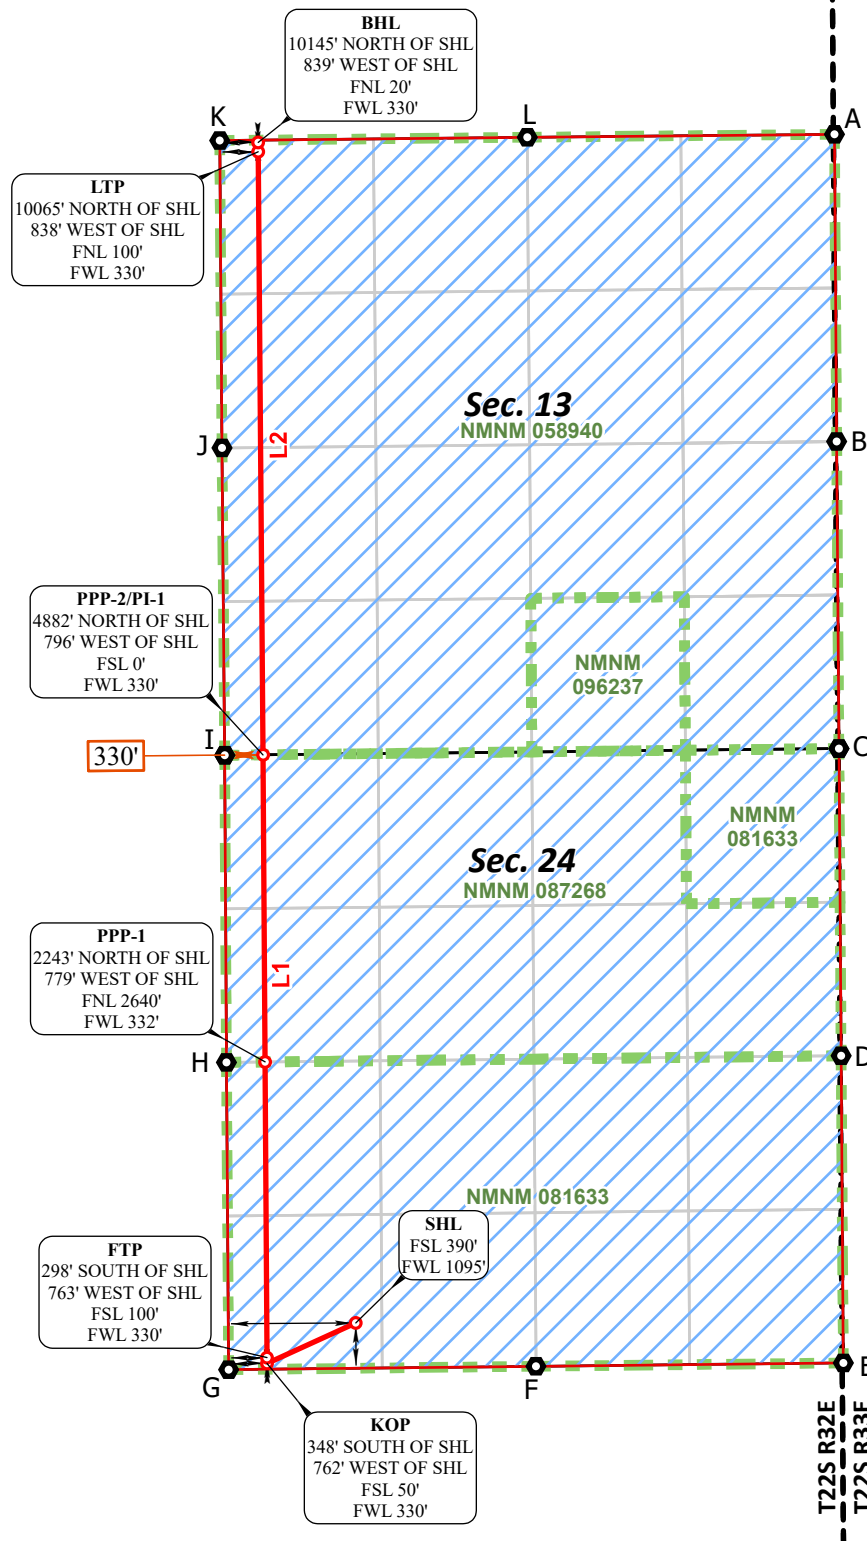 BHL
10145' NORTH OF SHL
839' WEST OF SHL
FNL 20'
FWL 330'
K
L
A
LTP
10065' NORTH OF SHL
838' WEST OF SHL
FNL 100'
FWL 330'
Sec. 13
NMNM 058940
J
L2
B
PPP-2/PI-1
4882' NORTH OF SHL
796' WEST OF SHL
FSL 0'
FWL 330'
NMNM
096237
I
330'
C
NMNM
081633
Sec. 24
NMNM 087268
PPP-1
2243' NORTH OF SHL
779' WEST OF SHL
FNL 2640'
FWL 332'
L1
H
D
NMNM 081633
SHL
FSL 390'
FWL 1095'
FTP
298' SOUTH OF SHL
763' WEST OF SHL
FSL 100'
FWL 330'
G
F
E
KOP
348' SOUTH OF SHL
762' WEST OF SHL
FSL 50'
FWL 330'
T22S R32E
T22S R33E